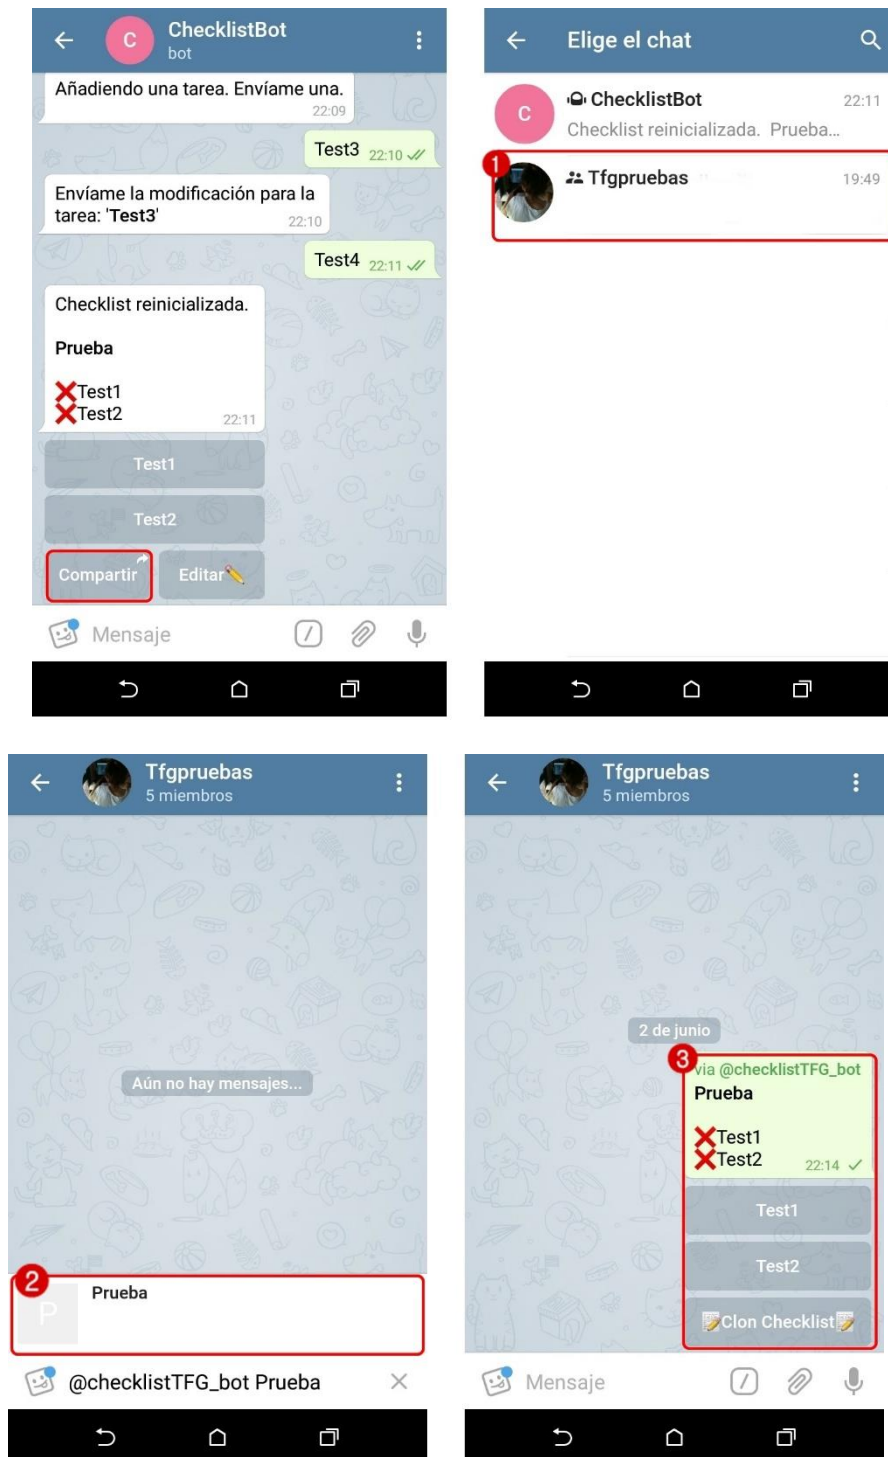 ChecklistBot
bot
C
Añadiendo una tarea. Envíame una.
22:09
Test3 22:10
Envíame la modificación para la
tarea: 'Test3'
22:10
Test4 22:11
Checklist reinicializada.
Prueba
❌Test1
❌Test2
22:11
Test1
Test2
Compartir
Editar✏️
Mensaje
/
Elige el chat
C
ChecklistBot
22:11
Checklist reinicializada. Prueba...
1
Tfgpruebas
19:49
Tfgpruebas
5 miembros
Aún no hay mensajes...
2
P
Prueba
@checklistTFG_bot Prueba
Tfgpruebas
5 miembros
2 de junio
3
via @checklistTFG_bot
Prueba
❌Test1
❌Test2
22:14
Test1
Test2
📝Clon Checklist📝
Mensaje
/